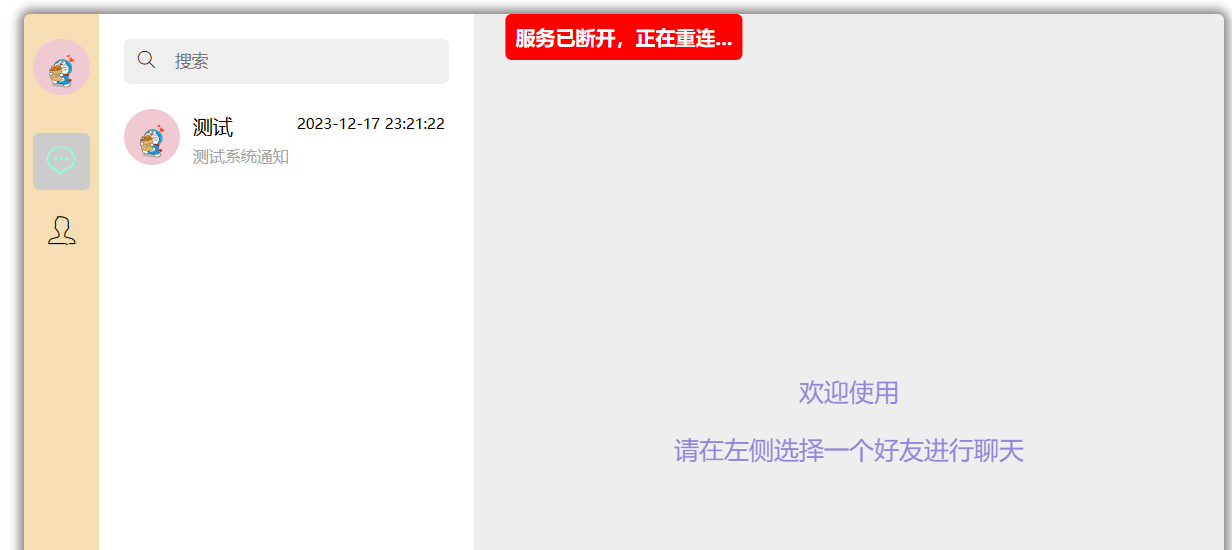 服务已断开，正在重连...
搜索
测试
2023-12-17 23:21:22
测试系统通知
欢迎使用
请在左侧选择一个好友进行聊天